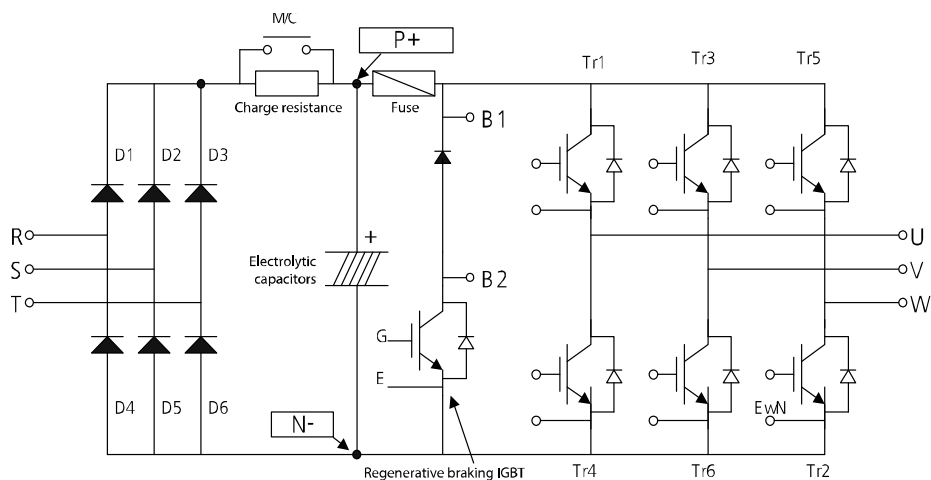 M/C
P+
Tr1
Tr3
Tr5
Charge resistance
Fuse
B1
D1
D2
D3
R
S
T
+
Electrolytic
capacitors
B2
U
V
W
G
E
D4
D5
D6
EwN
N-
Regenerative braking IGBT
Tr4
Tr6
Tr2